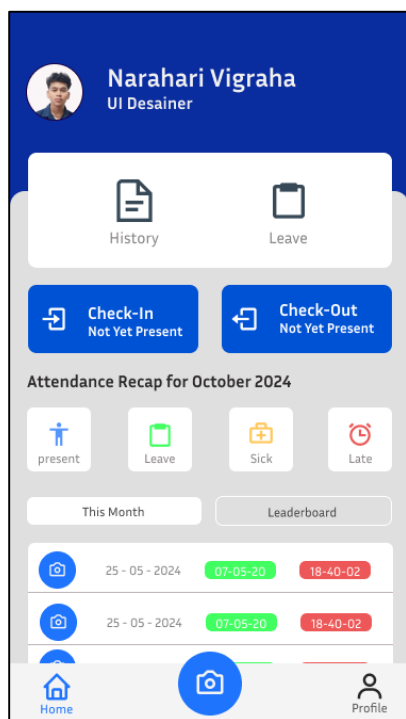 Narahari Vigraha
UI Desainer
History Leave
Check-In
Not Yet Present
Check-Out
Not Yet Present
Attendance Recap for October 2024
present Leave Sick Late
This Month Leaderboard
25 - 05 - 2024 07-05-20 18-40-02
25 - 05 - 2024 07-05-20 18-40-02
Home Profile